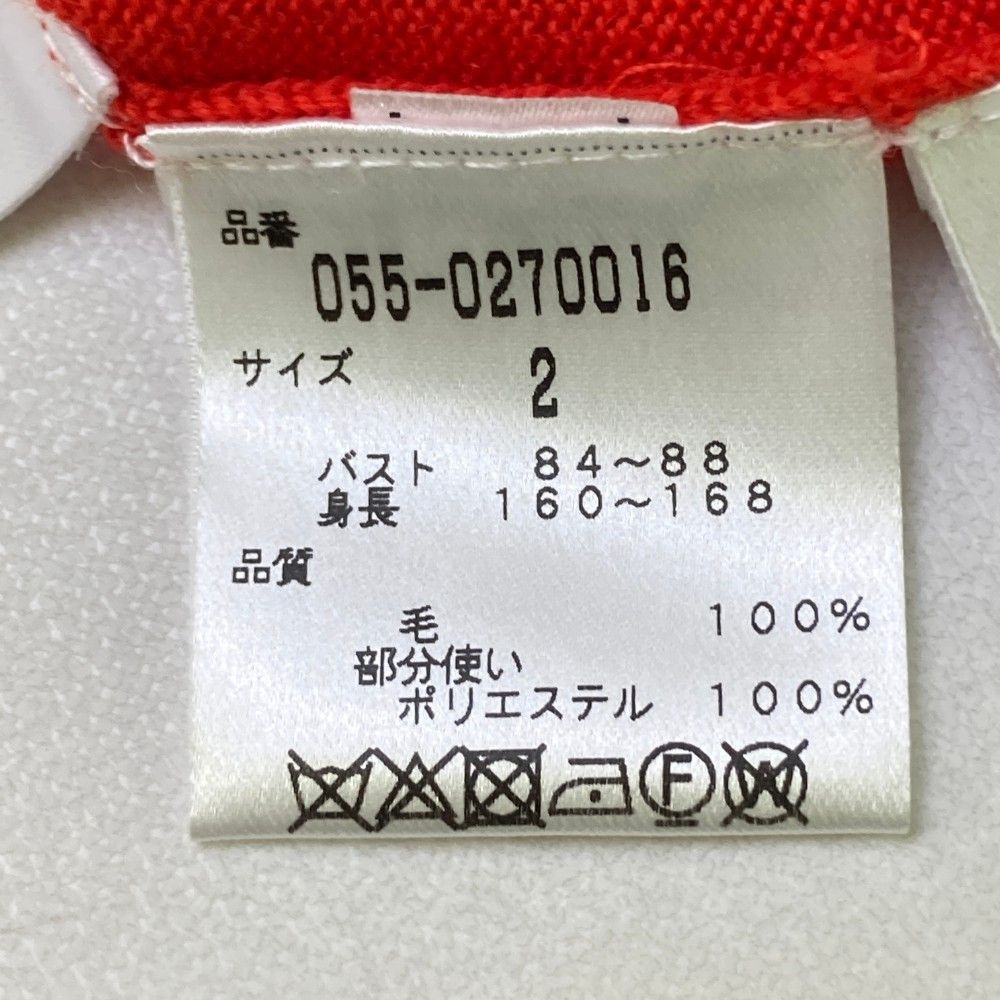 品番
055-0270016
サイズ 2
バスト 84～88
身長 160～168
品質
毛 100%
部分使い
ポリエステル 100%
F W